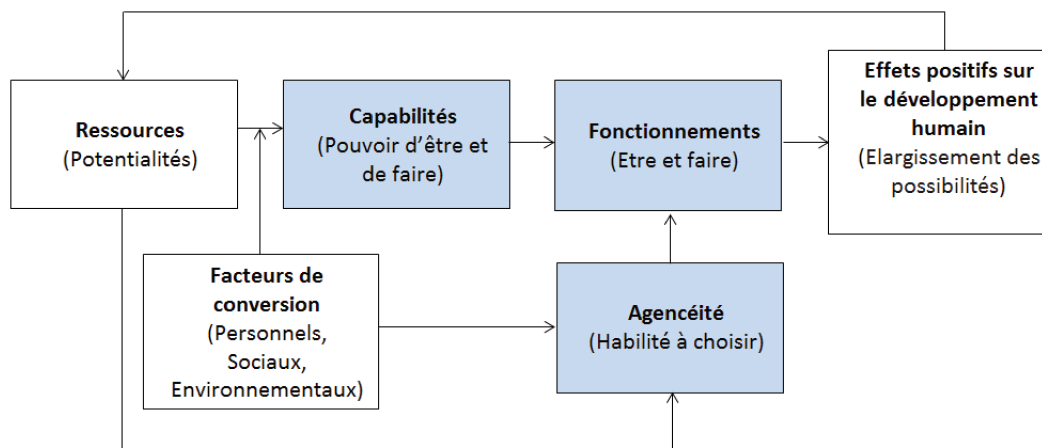 Ressources
(Potentialités)
Capabilités
(Pouvoir d’être et
de faire)
Fonctionnements
(Etre et faire)
Effets positifs sur
le développement
humain
(Elargissement des
possibilités)
Facteurs de
conversion
(Personnels,
Sociaux,
Environnementaux)
Agencéité
(Habilité à choisir)